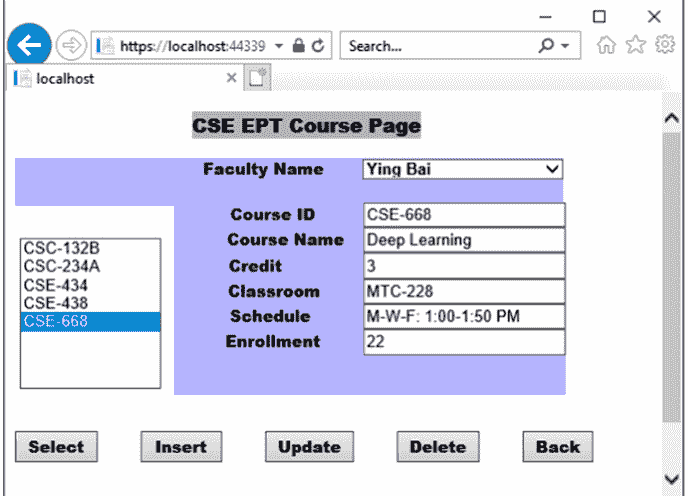 https://localhost:44339
Search...
localhost
CSE EPT Course Page
Faculty Name Ying Bai
Course ID CSE-668
Course Name Deep Learning
Credit 3
Classroom MTC-228
Schedule M-W-F: 1:00-1:50 PM
Enrollment 22
CSC-132B
CSC-234A
CSE-434
CSE-438
CSE-668
Select Insert Update Delete Back